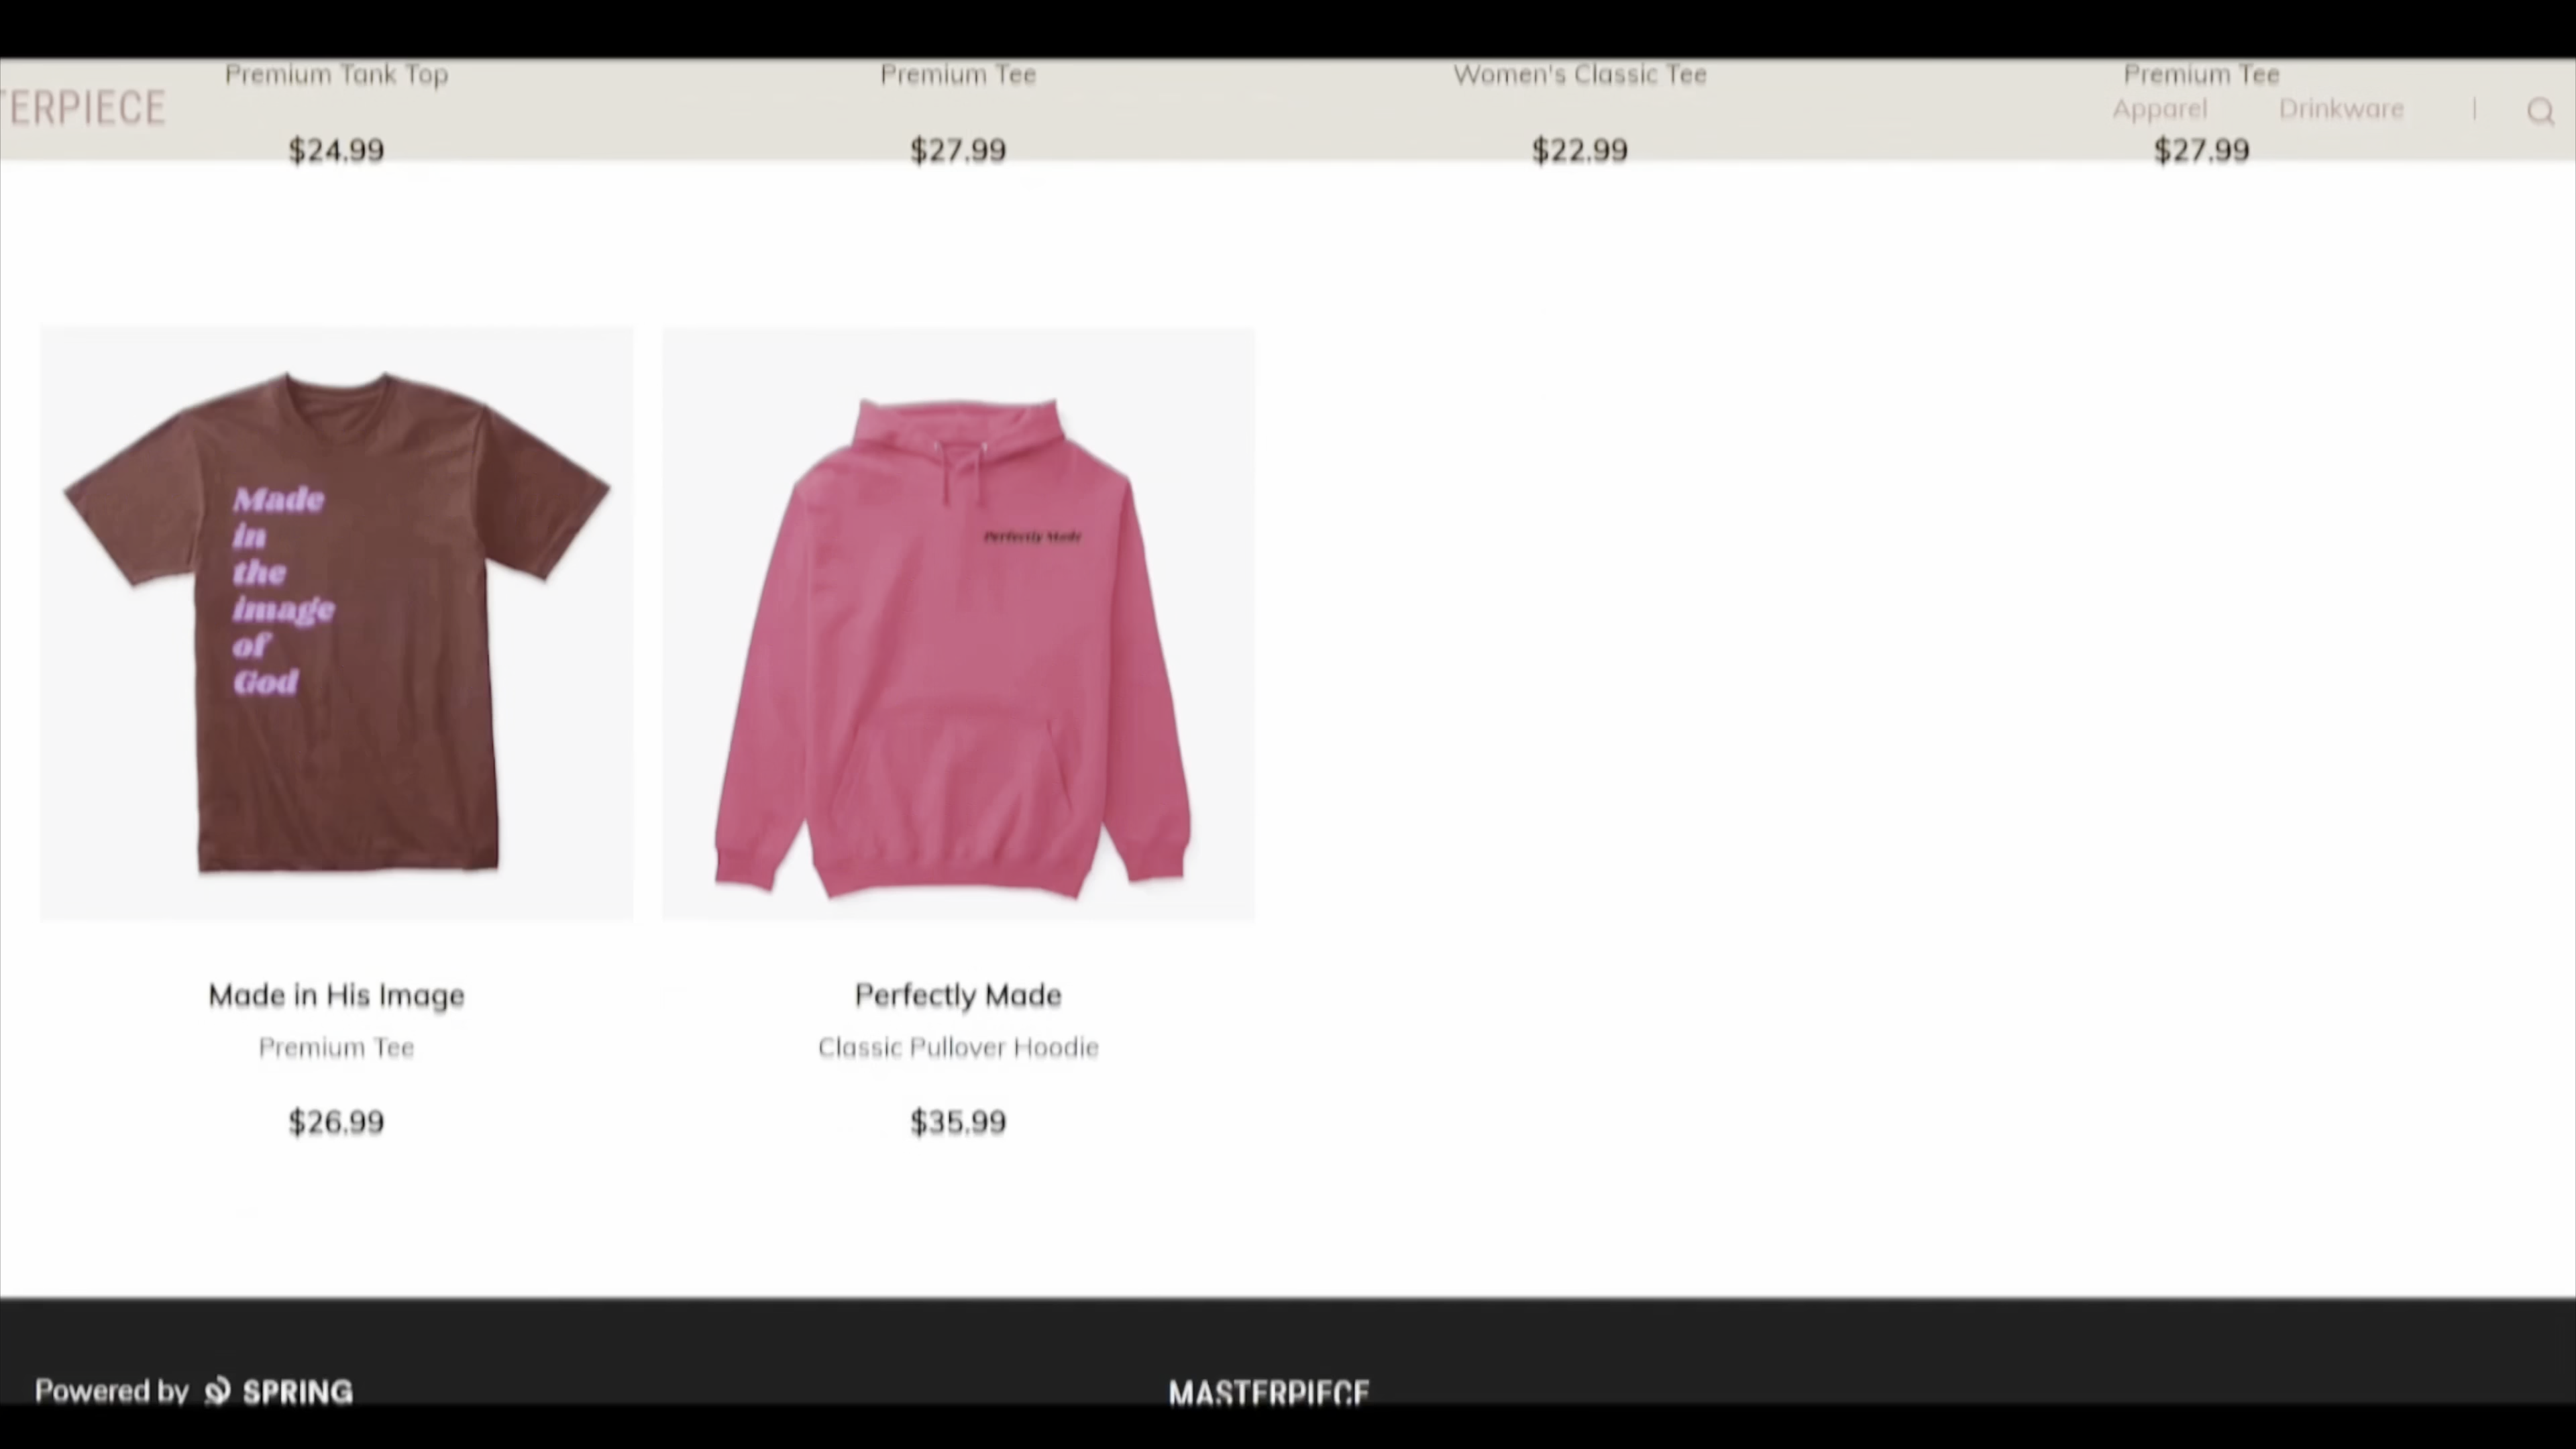 Premium Tank Top
Premium Tee
Women's Classic Tee
Premium Tee
TERPIECE
Apparel
Drinkware
$24.99
$27.99
$22.99
$27.99
Made
in
the
image
of
God
Perfectly Made
Made in His Image
Perfectly Made
Premium Tee
Classic Pullover Hoodie
$26.99
$35.99
Powered by SPRING
MASTERPIECE